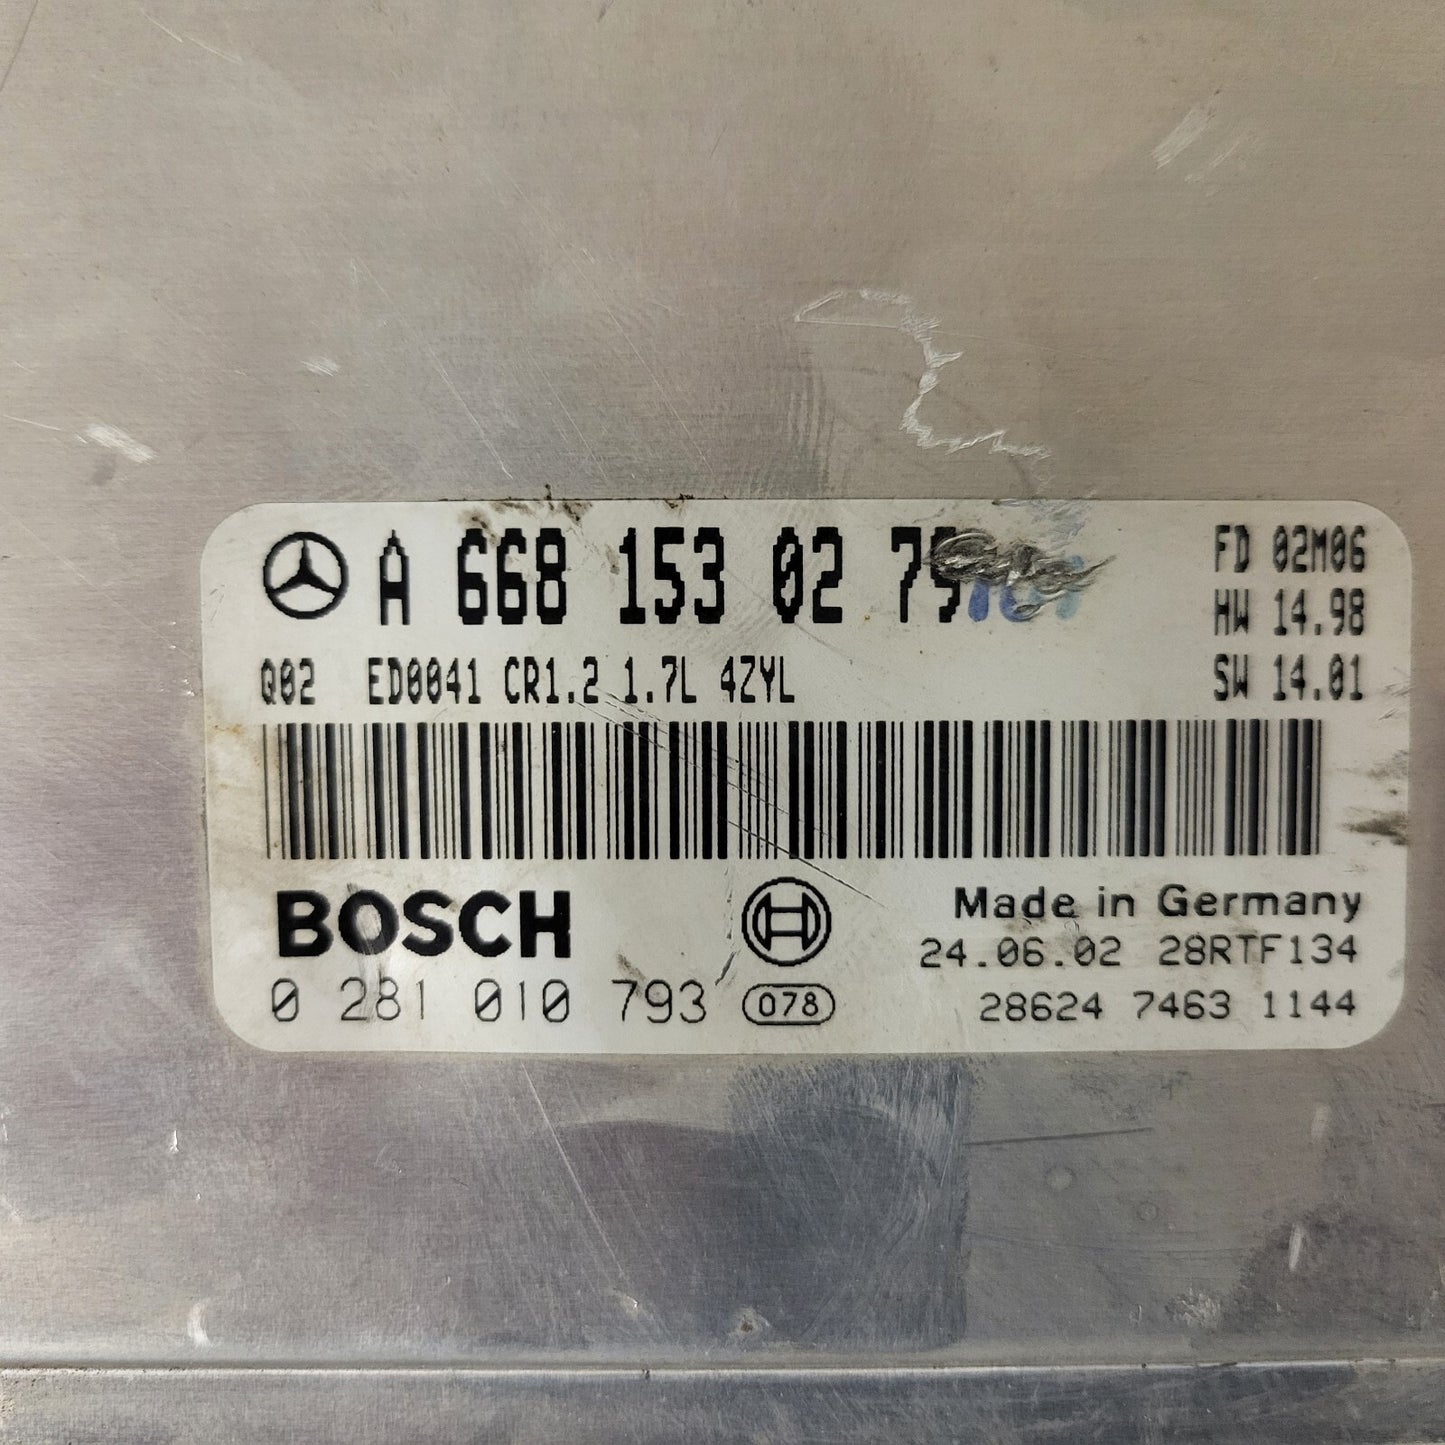 A 668 153 02 79
FD 02M06
HW 14.98
Q02 ED0041 CR1.2 1.7L 4ZYL
SW 14.01
BOSCH
Made in Germany
24.06.02 28RTF134
0 281 010 793 078
28624 7463 1144